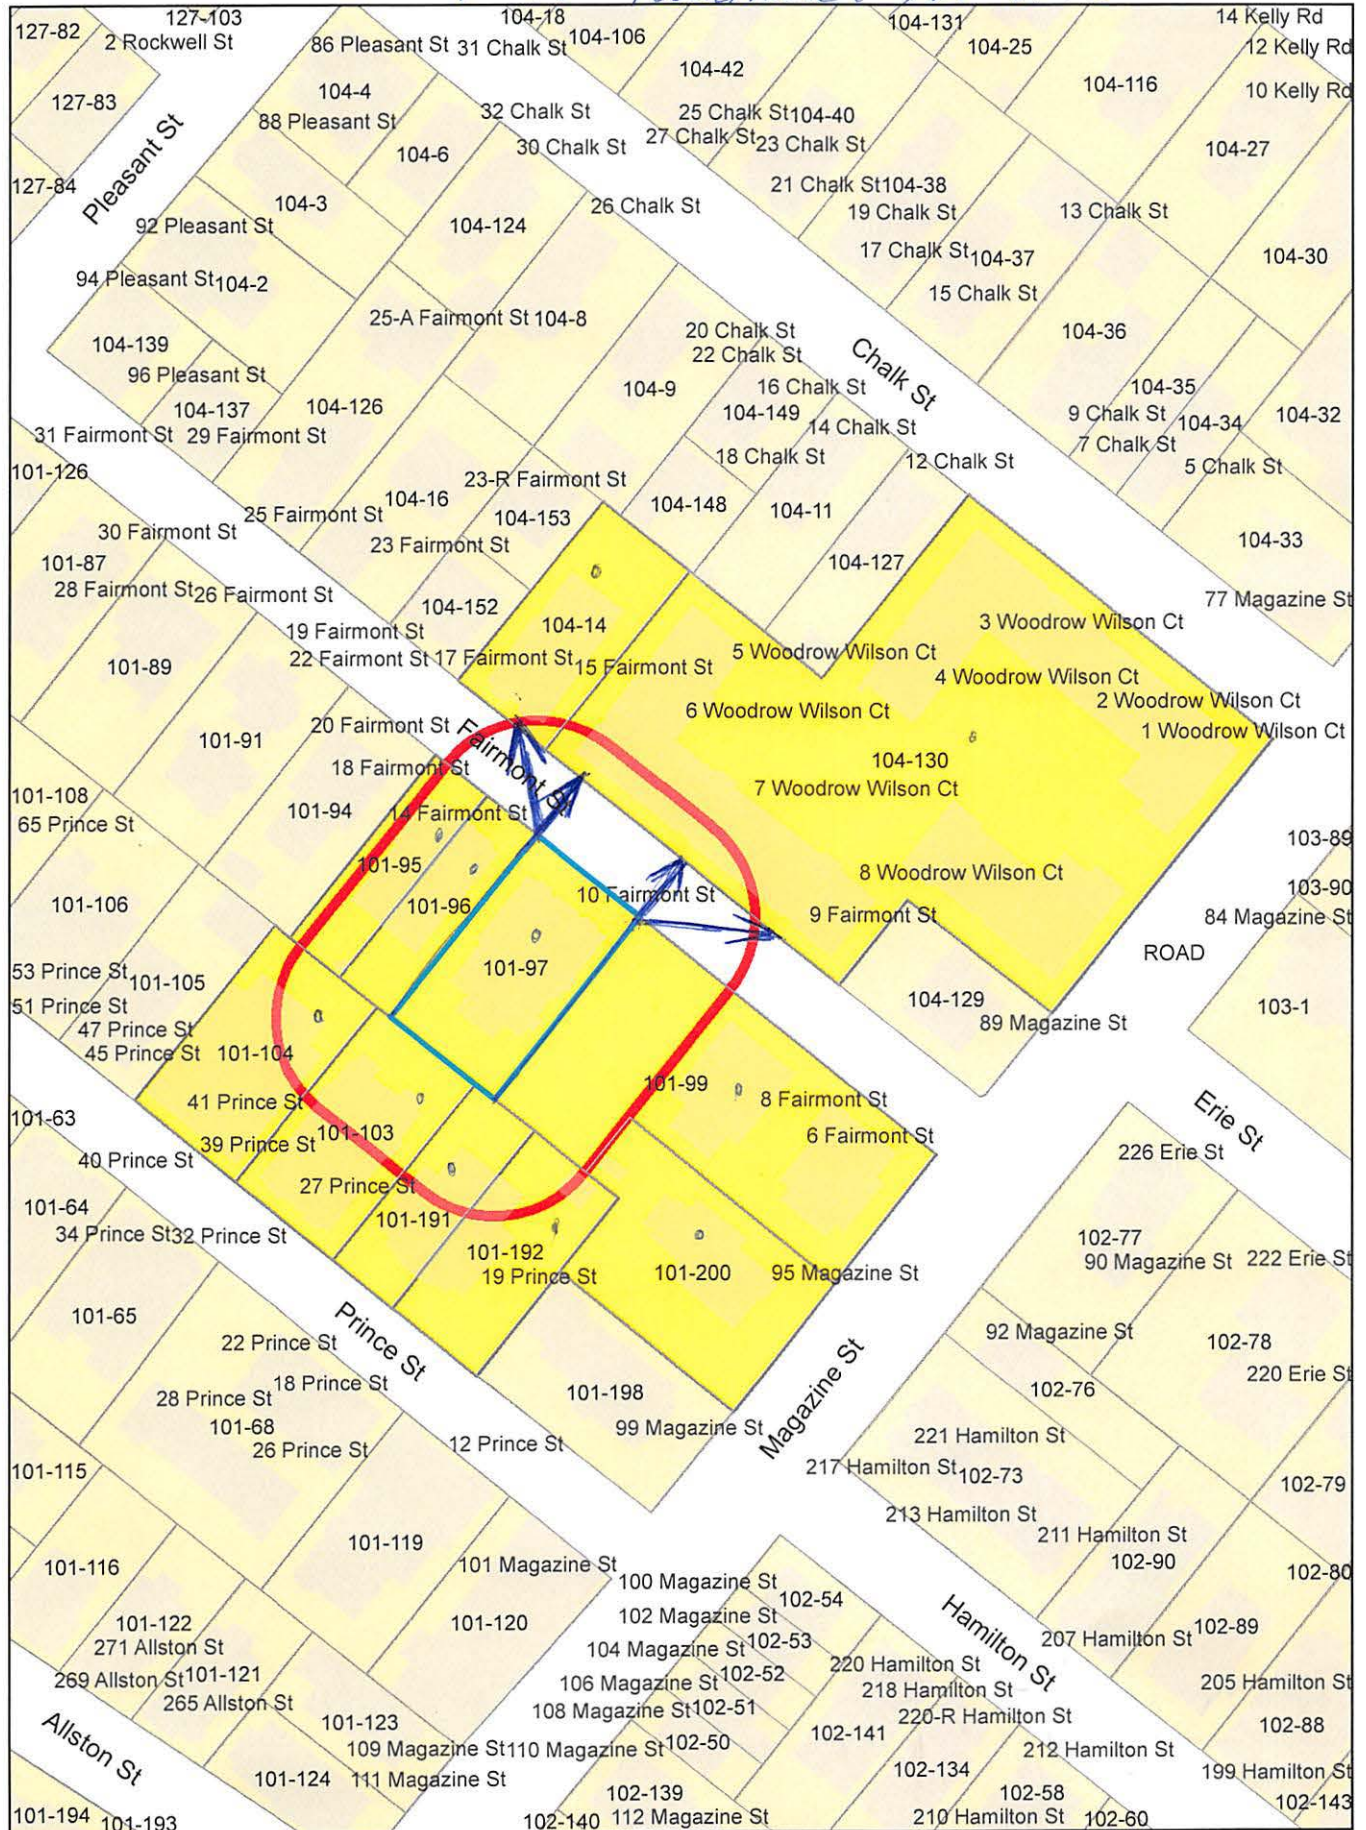 127-82
127-103
2 Rockwell St
104-18
104-131
14 Kelly Rd
86 Pleasant St
31 Chalk St
104-106
104-25
12 Kelly Rd
104-42
127-83
104-4
104-116
10 Kelly Rd
88 Pleasant St
32 Chalk St
25 Chalk St
104-40
27 Chalk St
23 Chalk St
30 Chalk St
104-6
104-27
Pleasant St
127-84
104-3
21 Chalk St
104-38
26 Chalk St
19 Chalk St
13 Chalk St
92 Pleasant St
104-124
17 Chalk St
104-37
104-30
94 Pleasant St
104-2
15 Chalk St
25-A Fairmont St
104-8
20 Chalk St
104-36
104-139
22 Chalk St
Chalk St
96 Pleasant St
104-9
16 Chalk St
104-35
104-137
104-126
104-149
9 Chalk St
104-34
104-32
31 Fairmont St
29 Fairmont St
14 Chalk St
7 Chalk St
18 Chalk St
12 Chalk St
5 Chalk St
101-126
23-R Fairmont St
104-16
104-148
104-11
25 Fairmont St
104-153
30 Fairmont St
23 Fairmont St
104-33
101-87
104-127
28 Fairmont St
26 Fairmont St
77 Magazine St
104-152
104-14
3 Woodrow Wilson Ct
19 Fairmont St
22 Fairmont St
17 Fairmont St
15 Fairmont St
5 Woodrow Wilson Ct
101-89
4 Woodrow Wilson Ct
2 Woodrow Wilson Ct
6 Woodrow Wilson Ct
20 Fairmont St
1 Woodrow Wilson Ct
101-91
Fairmont St
104-130
18 Fairmont St
7 Woodrow Wilson Ct
101-108
101-94
14 Fairmont St
65 Prince St
103-89
101-95
8 Woodrow Wilson Ct
103-90
10 Fairmont St
101-106
101-96
9 Fairmont St
84 Magazine St
ROAD
53 Prince St
101-105
101-97
104-129
51 Prince St
103-1
47 Prince St
89 Magazine St
45 Prince St
101-104
101-99
41 Prince St
8 Fairmont St
Erie St
101-63
39 Prince St
101-103
6 Fairmont St
40 Prince St
226 Erie St
27 Prince St
101-64
101-191
34 Prince St
32 Prince St
102-77
101-192
90 Magazine St
222 Erie St
19 Prince St
101-200
95 Magazine St
101-65
Prince St
92 Magazine St
102-78
22 Prince St
220 Erie St
18 Prince St
101-198
102-76
28 Prince St
101-68
99 Magazine St
Magazine St
221 Hamilton St
26 Prince St
12 Prince St
217 Hamilton St
102-73
101-115
102-79
213 Hamilton St
211 Hamilton St
101-119
101-116
101 Magazine St
102-90
102-80
100 Magazine St
102-54
101-122
101-120
102 Magazine St
Hamilton St
102-89
271 Allston St
104 Magazine St
102-53
207 Hamilton St
269 Allston St
101-121
106 Magazine St
102-52
220 Hamilton St
205 Hamilton St
265 Allston St
108 Magazine St
102-51
218 Hamilton St
101-123
220-R Hamilton St
102-88
Allston St
109 Magazine St
110 Magazine St
102-50
102-141
212 Hamilton St
101-124
111 Magazine St
102-134
199 Hamilton St
102-139
102-58
102-143
101-194
101-193
102-140
112 Magazine St
210 Hamilton St
102-60